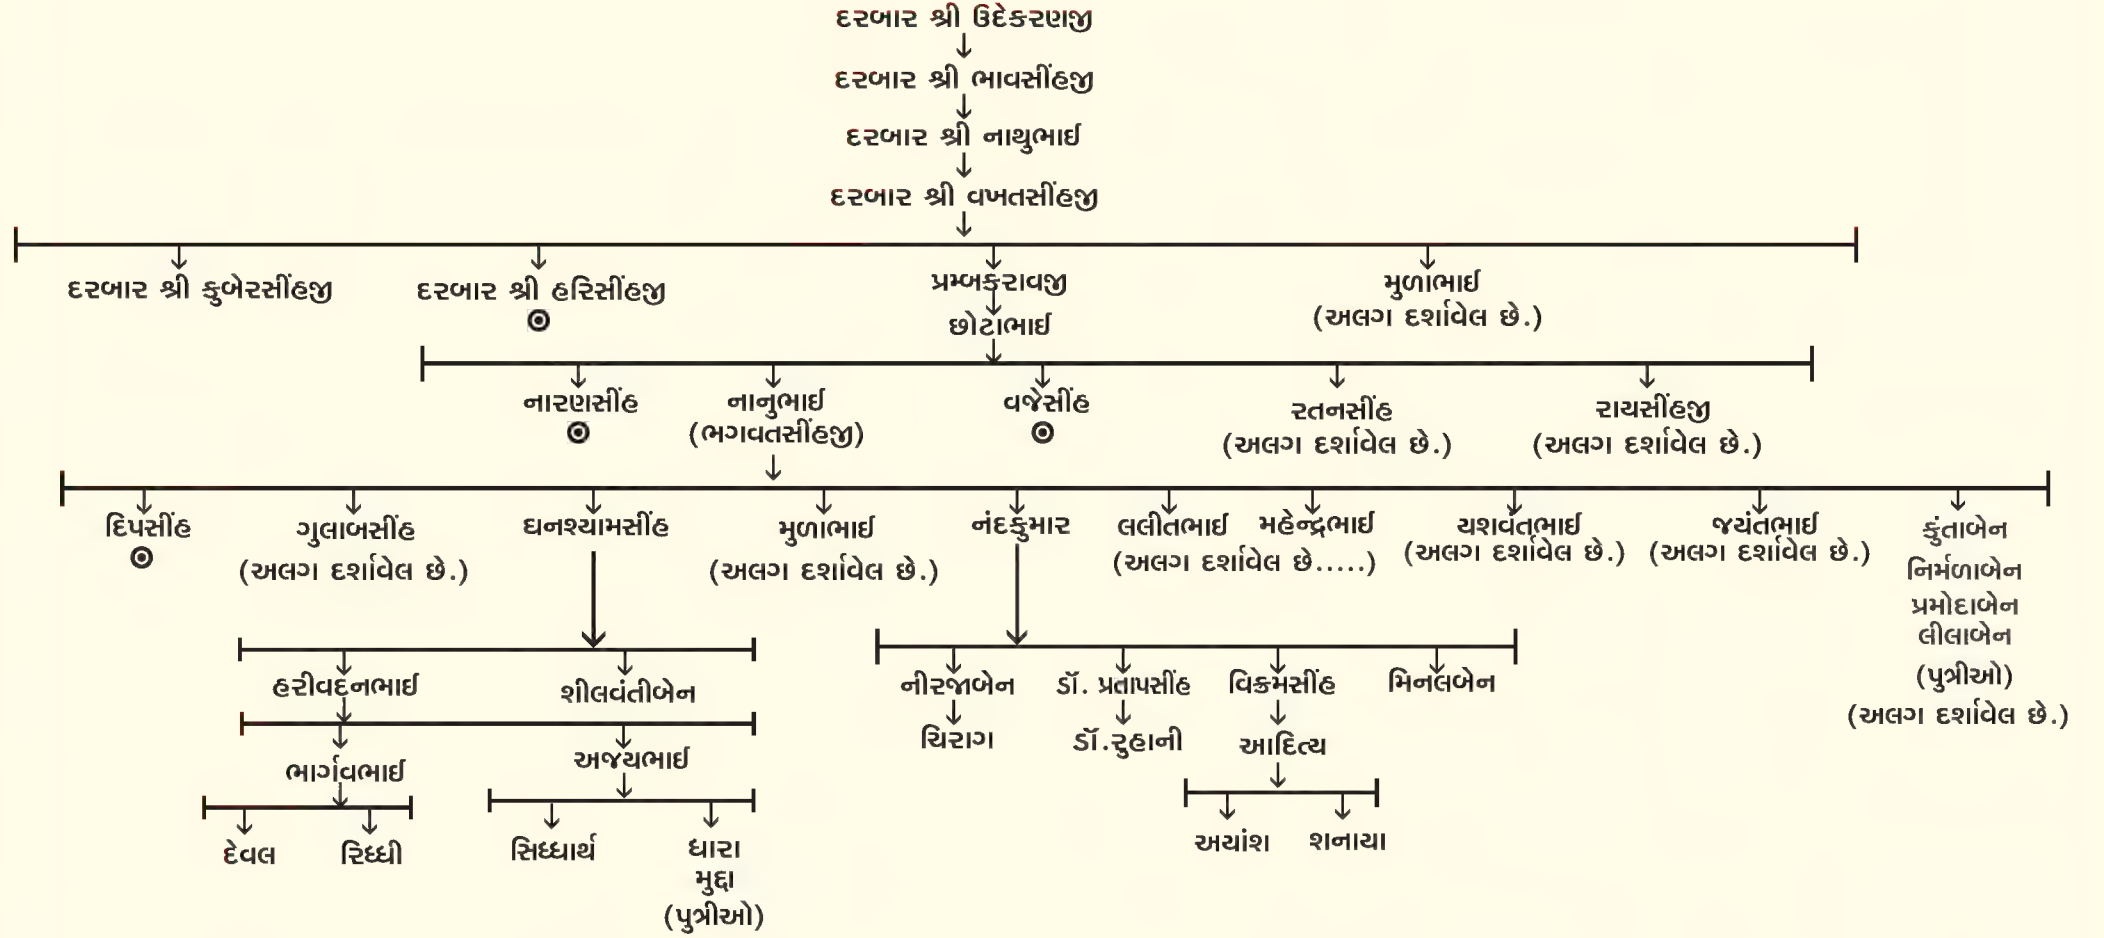 દરબાર શ્રી ઉદેકરણજી
દરબાર શ્રી ભાવસીંહજી
દરબાર શ્રી નાથુભાઈ
દરબાર શ્રી વખતસીંહજી
દરબાર શ્રી કુબેરસીંહજી દરબાર શ્રી હરિસીંહજી પ્રમ્બકરાવજી મુળાભાઈ
(અલગ દર્શાવેલ છે.)
છોટાભાઈ
નારણસીંહ નાનુભાઈ વજેસીંહ રતનસીંહ રાયસીંહજી
(ભગવતસીંહજી) (અલગ દર્શાવેલ છે.) (અલગ દર્શાવેલ છે.)
દિપસીંહ ગુલાબસીંહ ઘનશ્યામસીંહ મુળાભાઈ નંદકુમાર લલીતભાઈ મહેન્દ્રભાઈ યશવંતભાઈ જયંતભાઈ કુંતાબેન
(અલગ દર્શાવેલ છે.) (અલગ દર્શાવેલ છે.) (અલગ દર્શાવેલ છે.....) (અલગ દર્શાવેલ છે.) (અલગ દર્શાવેલ છે.) નિર્મળાબેન
પ્રમોદાબેન
લીલાબેન
(પુત્રીઓ)
(અલગ દર્શાવેલ છે.)
હરીવદનભાઈ શીલવંતીબેન નીરજાબેન ડૉ. પ્રતાપસીંહ વિક્રમસીંહ મિનલબેન
ચિરાગ ડૉ.રુહાની આદિત્ય
ભાર્ગવભાઈ અજયભાઈ
દેવલ રિધ્ધી સિધ્ધાર્થ ધારા અયાંશ શનાયા
મુદ્દા
(પુત્રીઓ)